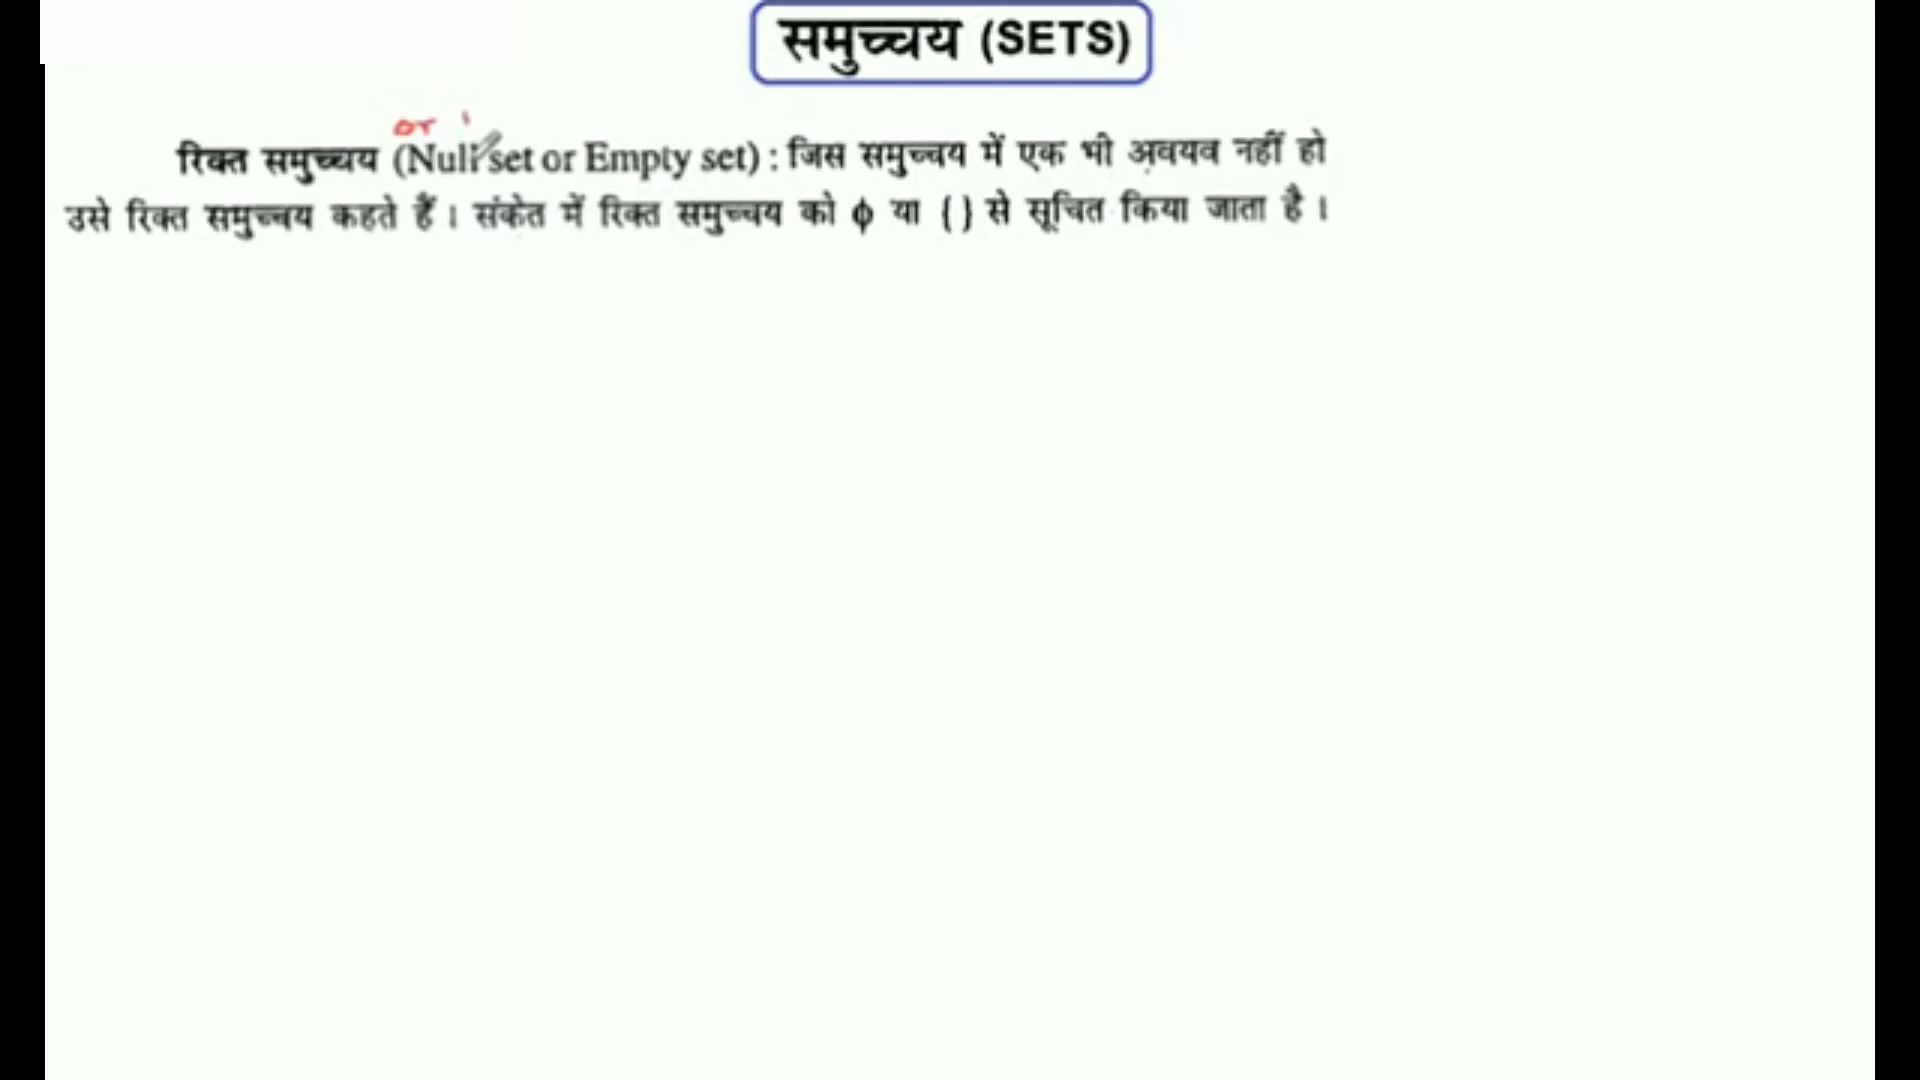 समुच्चय (SETS)
or
रिक्त समुच्चय (Null set or Empty set) : जिस समुच्चय में एक भी अवयव नहीं हो
उसे रिक्त समुच्चय कहते हैं । संकेत में रिक्त समुच्चय को ϕ या { } से सूचित किया जाता है ।